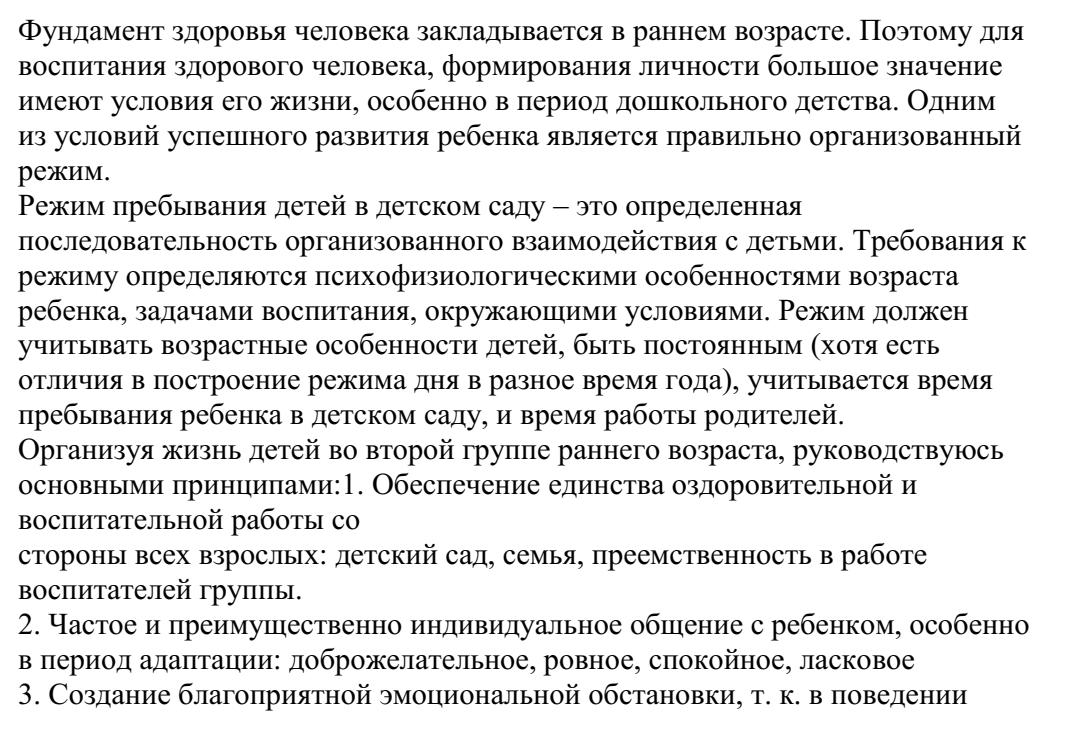 Фундамент здоровья человека закладывается в раннем возрасте. Поэтому для
воспитания здорового человека, формирования личности большое значение
имеют условия его жизни, особенно в период дошкольного детства. Одним
из условий успешного развития ребенка является правильно организованный
режим.
Режим пребывания детей в детском саду – это определенная
последовательность организованного взаимодействия с детьми. Требования к
режиму определяются психофизиологическими особенностями возраста
ребенка, задачами воспитания, окружающими условиями. Режим должен
учитывать возрастные особенности детей, быть постоянным (хотя есть
отличия в построение режима дня в разное время года), учитывается время
пребывания ребенка в детском саду, и время работы родителей.
Организуя жизнь детей во второй группе раннего возраста, руководствуюсь
основными принципами:1. Обеспечение единства оздоровительной и
воспитательной работы со
стороны всех взрослых: детский сад, семья, преемственность в работе
воспитателей группы.
2. Частое и преимущественно индивидуальное общение с ребенком, особенно
в период адаптации: доброжелательное, ровное, спокойное, ласковое
3. Создание благоприятной эмоциональной обстановки, т. к. в поведении